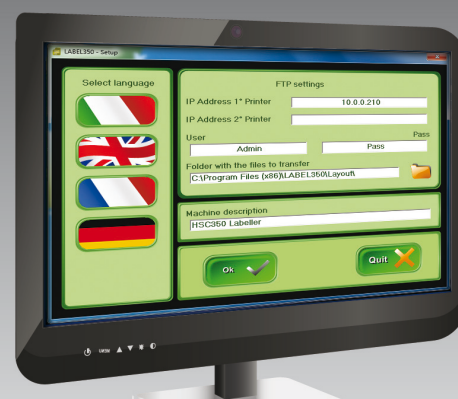 LABEL350 - Setup
Select language
FTP settings
IP Address 1° Printer 10.0.0.210
IP Address 2° Printer
User Pass
Admin Pass
Folder with the files to transfer
C:\Program Files (x86)\LABEL350\Layout\
Machine description
HSC350 Labeller
Ok Quit